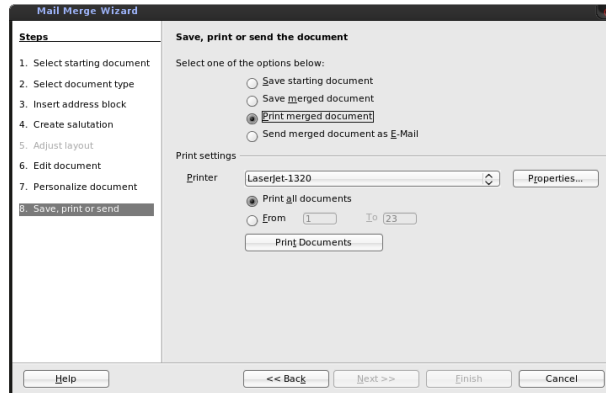 Mail Merge Wizard
Steps
1. Select starting document
2. Select document type
3. Insert address block
4. Create salutation
5. Adjust layout
6. Edit document
7. Personalize document
8. Save, print or send
Save, print or send the document
Select one of the options below:
Save starting document
Save merged document
Print merged document
Send merged document as E-Mail
Print settings
Printer LaserJet-1320 Properties...
Print all documents
From 1 To 23
Print Documents
Help << Back Next >> Finish Cancel